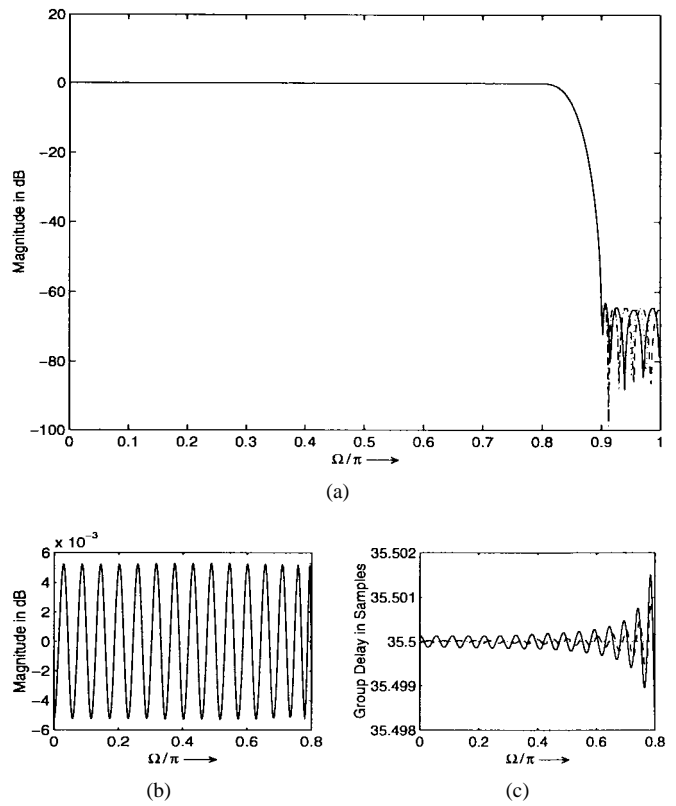 20
0
−20
−40
−60
−80
−100
Magnitude in dB
0 0.1 0.2 0.3 0.4 0.5 0.6 0.7 0.8 0.9 1
Ω/π ⟶
(a)
x 10⁻³
6
4
2
0
−2
−4
−6
Magnitude in dB
0 0.2 0.4 0.6 0.8
Ω/π ⟶
(b)
35.502
35.501
35.5
35.499
35.498
Group Delay in Samples
0 0.2 0.4 0.6 0.8
Ω/π ⟶
(c)